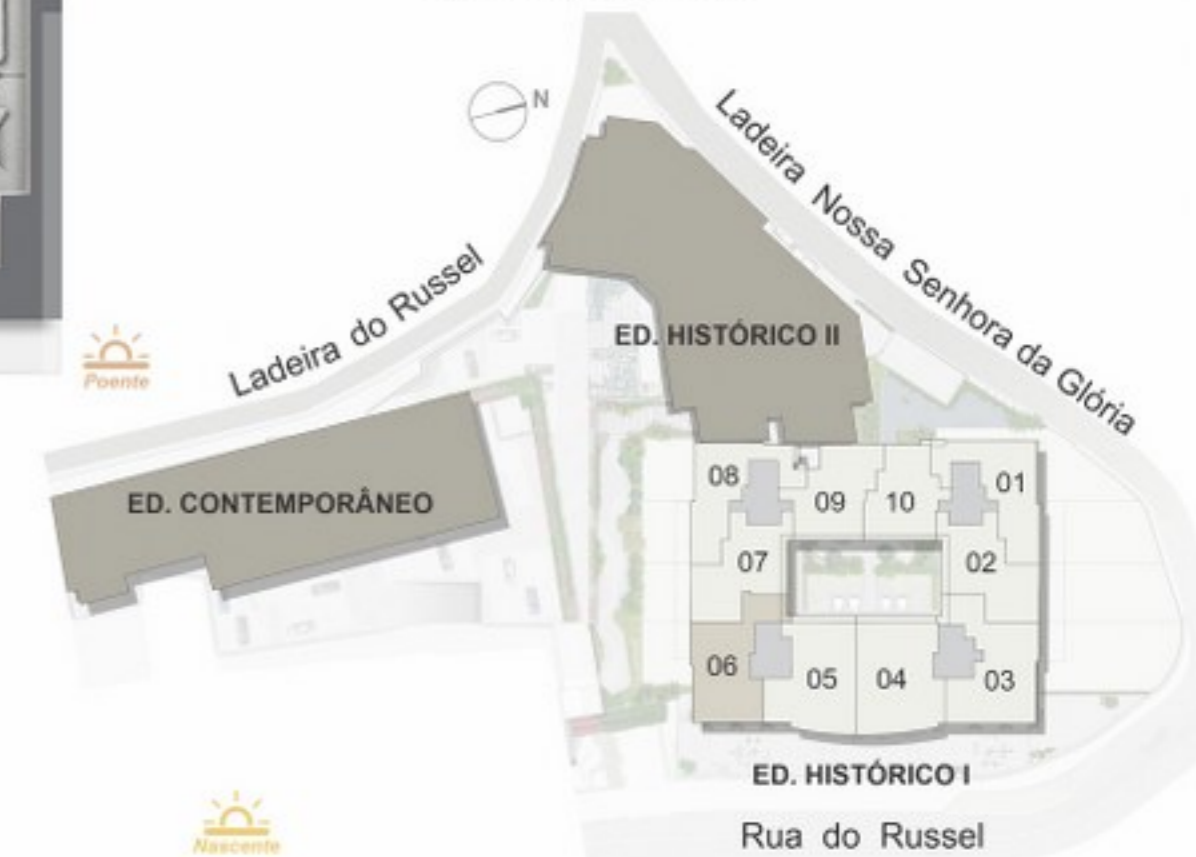 N
Ladeira Nossa Senhora da Glória
Ladeira do Russel
ED. HISTÓRICO II
Poente
ED. CONTEMPORÂNEO
08
09
10
01
07
02
06
05
04
03
ED. HISTÓRICO I
Nascente
Rua do Russel